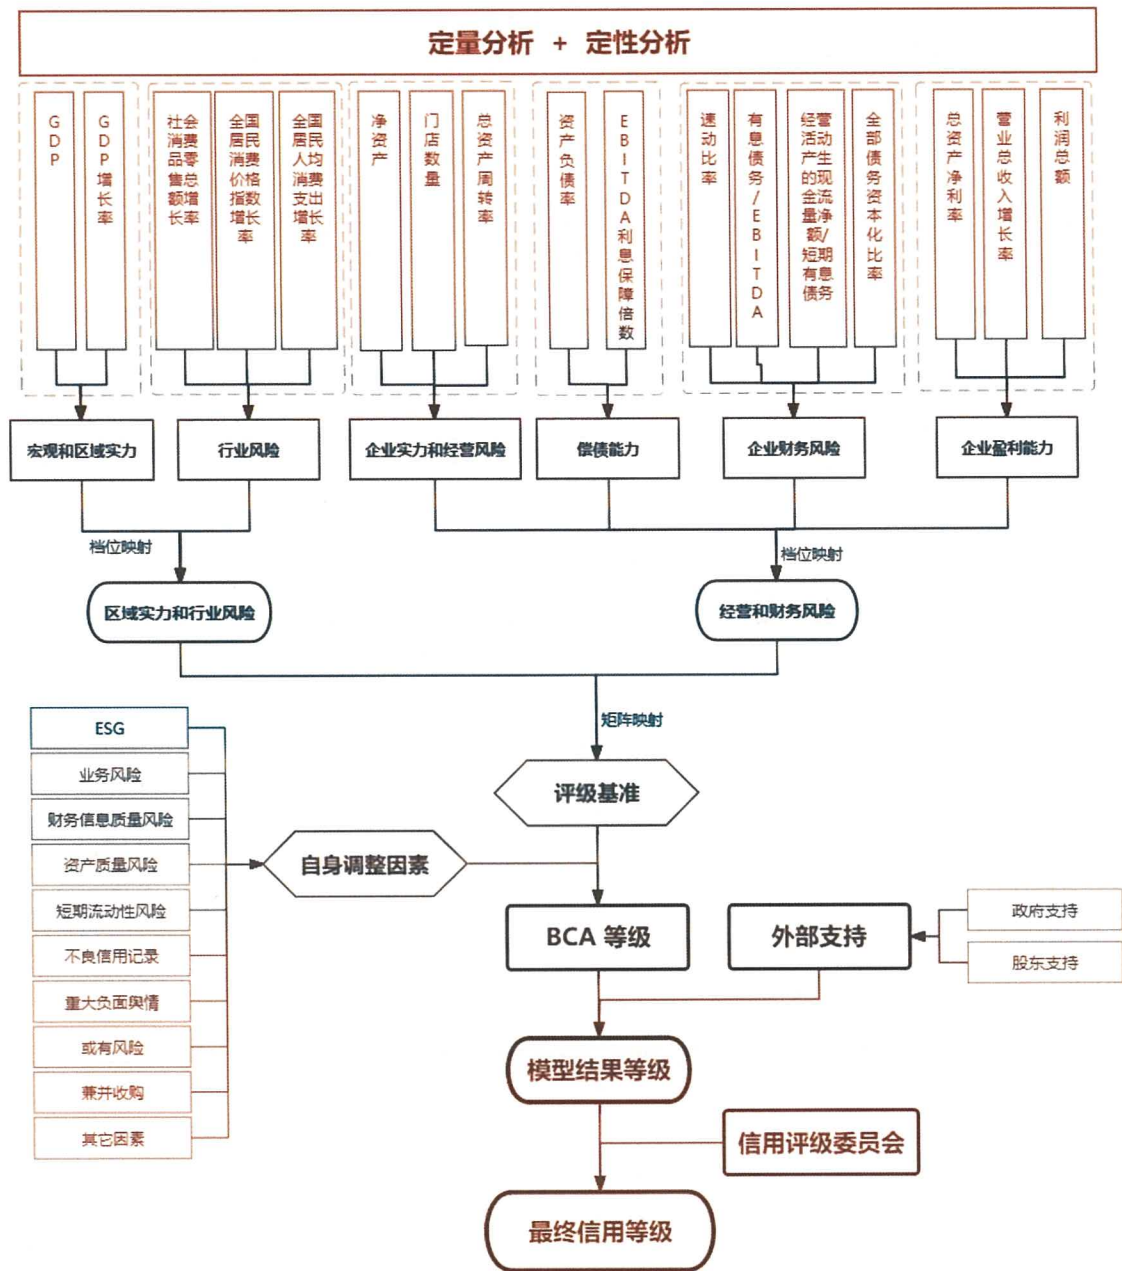 定量分析 + 定性分析
GDP
GDP增长率
社会消费品零售总额增长率
全国居民消费价格指数增长率
全国居民人均消费支出增长率
净资产
门店数量
总资产周转率
资产负债率
EBITDA利息保障倍数
速动比率
有息债务/EBITDA
经营活动产生的现金流量净额/短期有息债务
全部债务资本化比率
总资产净利率
营业总收入增长率
利润总额
宏观和区域实力
行业风险
企业实力和经营风险
偿债能力
企业财务风险
企业盈利能力
档位映射
档位映射
区域实力和行业风险
经营和财务风险
矩阵映射
ESG
业务风险
财务信息质量风险
资产质量风险
短期流动性风险
不良信用记录
重大负面舆情
或有风险
兼并收购
其它因素
评级基准
自身调整因素
BCA 等级
外部支持
政府支持
股东支持
模型结果等级
信用评级委员会
最终信用等级